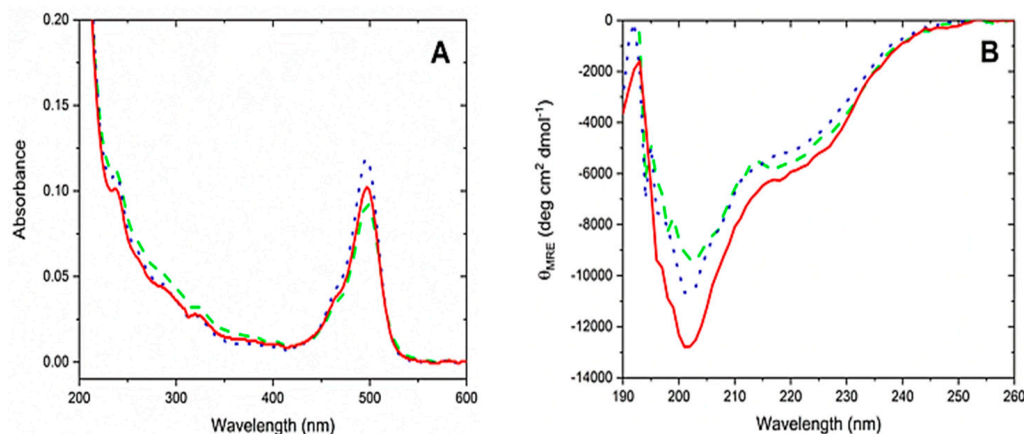 A
0.20
0.15
0.10
0.05
0.00
Absorbance
200 300 400 500 600
Wavelength (nm)
B
0
-2000
-4000
-6000
-8000
-10000
-12000
-14000
θMRE (deg cm² dmol⁻¹)
190 200 210 220 230 240 250 260
Wavelength (nm)